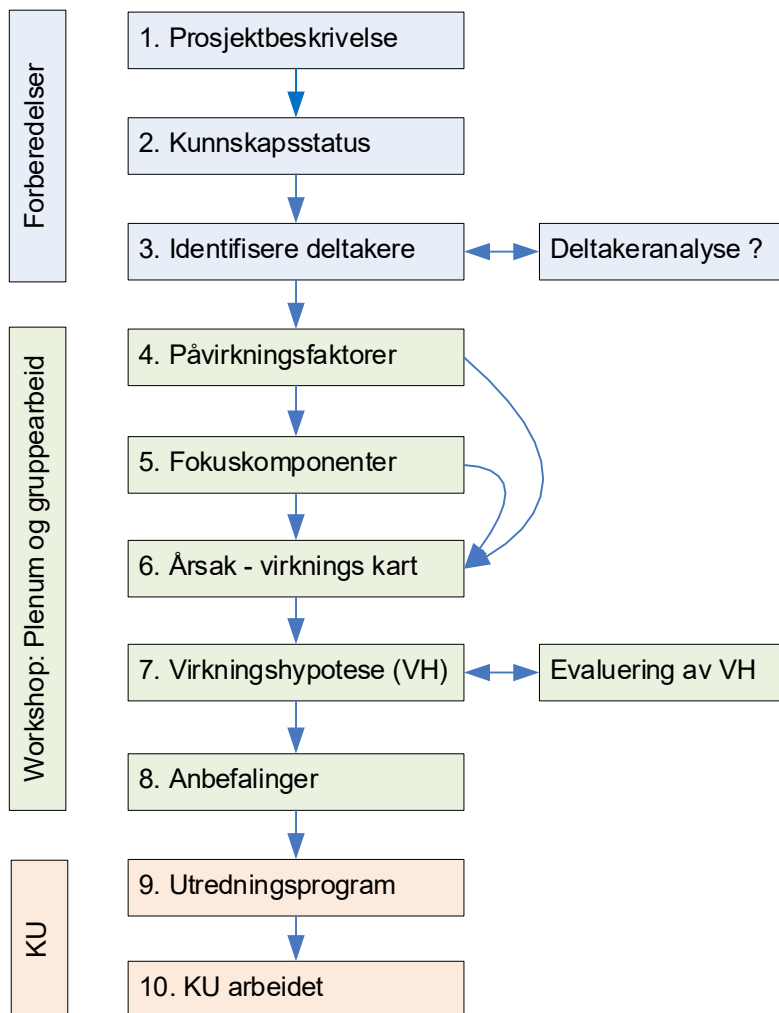 Forberedelser
1. Prosjektbeskrivelse
2. Kunnskapsstatus
3. Identifisere deltakere
Deltakeranalyse ?
Workshop: Plenum og gruppearbeid
4. Påvirkningsfaktorer
5. Fokuskomponenter
6. Årsak - virknings kart
7. Virkningshypotese (VH)
Evaluering av VH
8. Anbefalinger
KU
9. Utredningsprogram
10. KU arbeidet